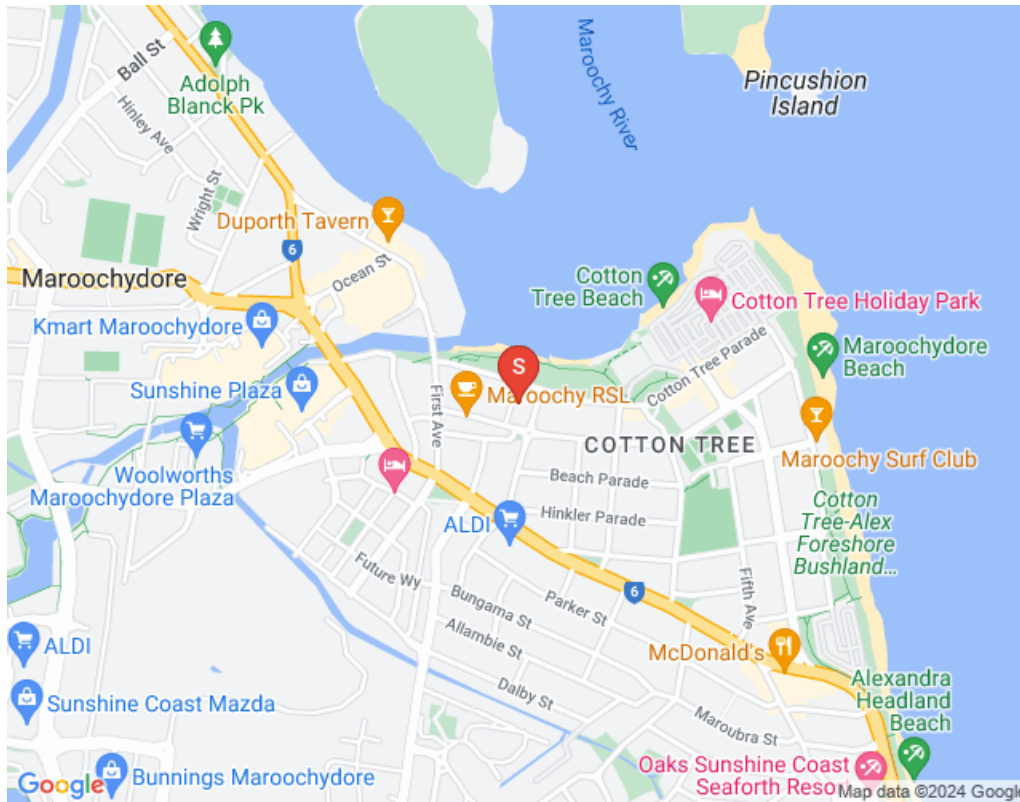 Ball St
Adolph
Blanck Pk
Hinley Ave
Wright St
Maroochy River
Pincushion
Island
Duporth Tavern
6
Ocean St
Maroochydore
Kmart Maroochydore
Cotton
Tree Beach
Cotton Tree Holiday Park
Cotton Tree Parade
Maroochydore
Beach
Sunshine Plaza
First Ave
S
Maroochy RSL
COTTON TREE
Maroochy Surf Club
Woolworths
Maroochydore Plaza
Beach Parade
Hinkler Parade
ALDI
Cotton
Tree-Alex
Foreshore
Bushland...
Future Wy
Bungama St
Allambie St
Parker St
6
Fifth Ave
McDonald's
ALDI
Sunshine Coast Mazda
Dalby St
Maroubra St
Alexandra
Headland
Beach
Oaks Sunshine Coast
Seaforth Resor
Google
Bunnings Maroochydore
Map data ©2024 Google